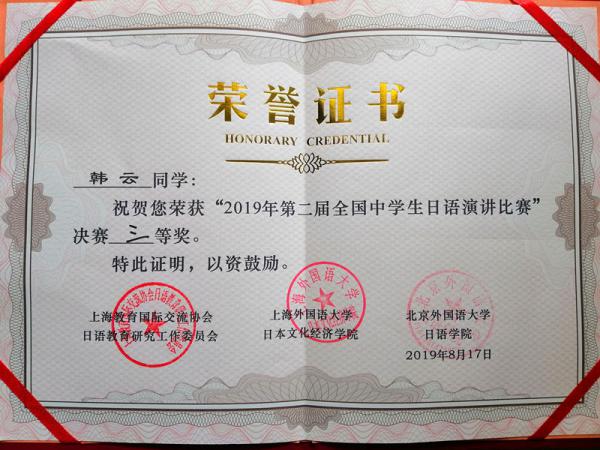 荣誉证书
HONORARY CREDENTIAL
韩云同学：
祝贺您荣获“2019年第二届全国中学生日语演讲比赛”
决赛三等奖。
特此证明，以资鼓励。
上海教育国际交流协会 上海外国语大学 北京外国语大学
日语教育研究工作委员会 日本文化经济学院 日语学院
2019年8月17日